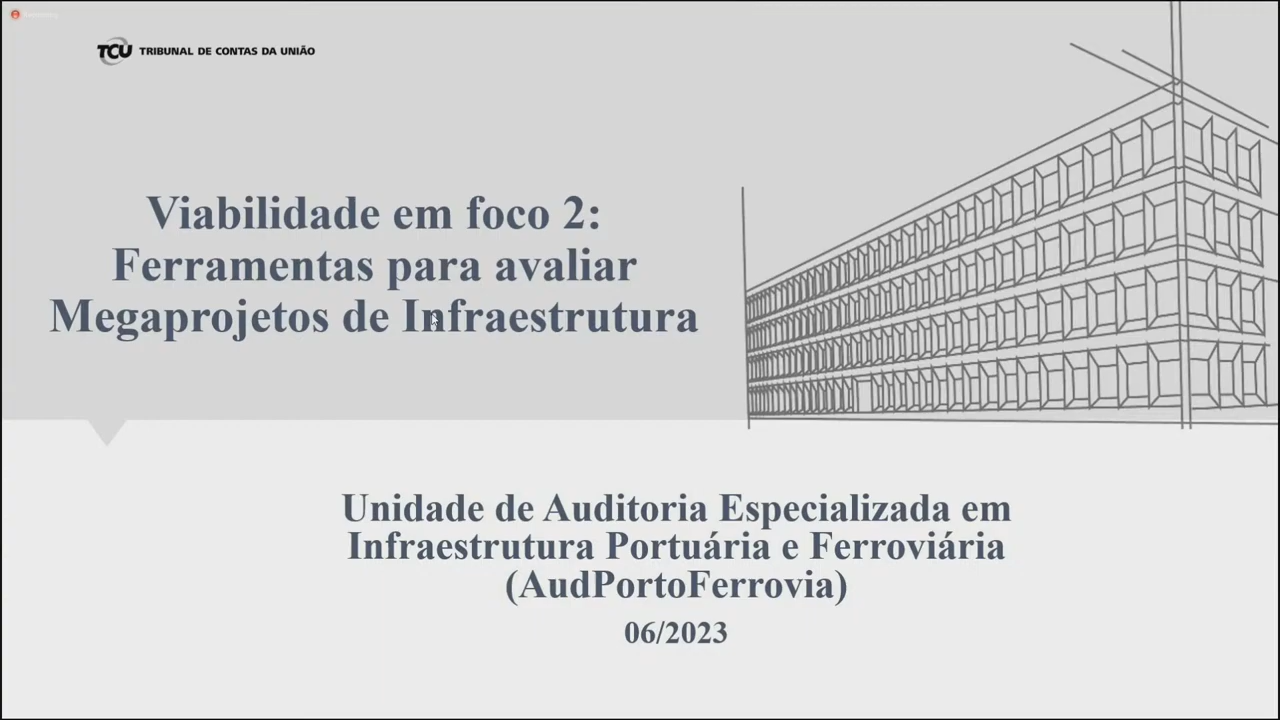 TCU TRIBUNAL DE CONTAS DA UNIÃO
Viabilidade em foco 2:
Ferramentas para avaliar
Megaprojetos de Infraestrutura
Unidade de Auditoria Especializada em
Infraestrutura Portuária e Ferroviária
(AudPortoFerrovia)
06/2023